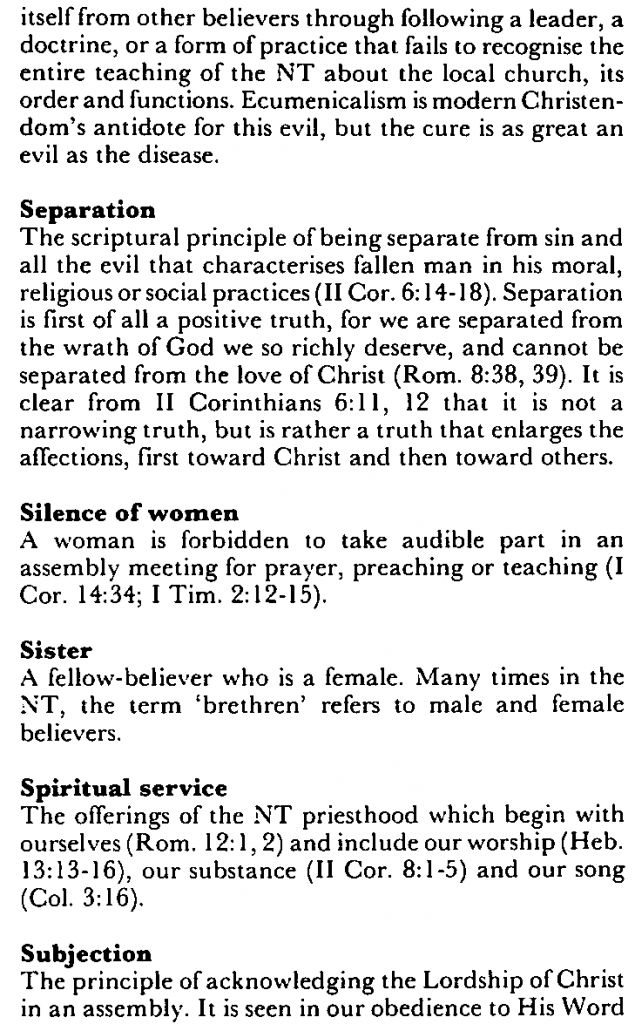 itself from other believers through following a leader, a
doctrine, or a form of practice that fails to recognise the
entire teaching of the NT about the local church, its
order and functions. Ecumenicalism is modern Christen-
dom's antidote for this evil, but the cure is as great an
evil as the disease.
Separation
The scriptural principle of being separate from sin and
all the evil that characterises fallen man in his moral,
religious or social practices (II Cor. 6:14-18). Separation
is first of all a positive truth, for we are separated from
the wrath of God we so richly deserve, and cannot be
separated from the love of Christ (Rom. 8:38, 39). It is
clear from II Corinthians 6:11, 12 that it is not a
narrowing truth, but is rather a truth that enlarges the
affections, first toward Christ and then toward others.
Silence of women
A woman is forbidden to take audible part in an
assembly meeting for prayer, preaching or teaching (I
Cor. 14:34; I Tim. 2:12-15).
Sister
A fellow-believer who is a female. Many times in the
NT, the term ‘brethren’ refers to male and female
believers.
Spiritual service
The offerings of the NT priesthood which begin with
ourselves (Rom. 12:1, 2) and include our worship (Heb.
13:13-16), our substance (II Cor. 8:1-5) and our song
(Col. 3:16).
Subjection
The principle of acknowledging the Lordship of Christ
in an assembly. It is seen in our obedience to His Word